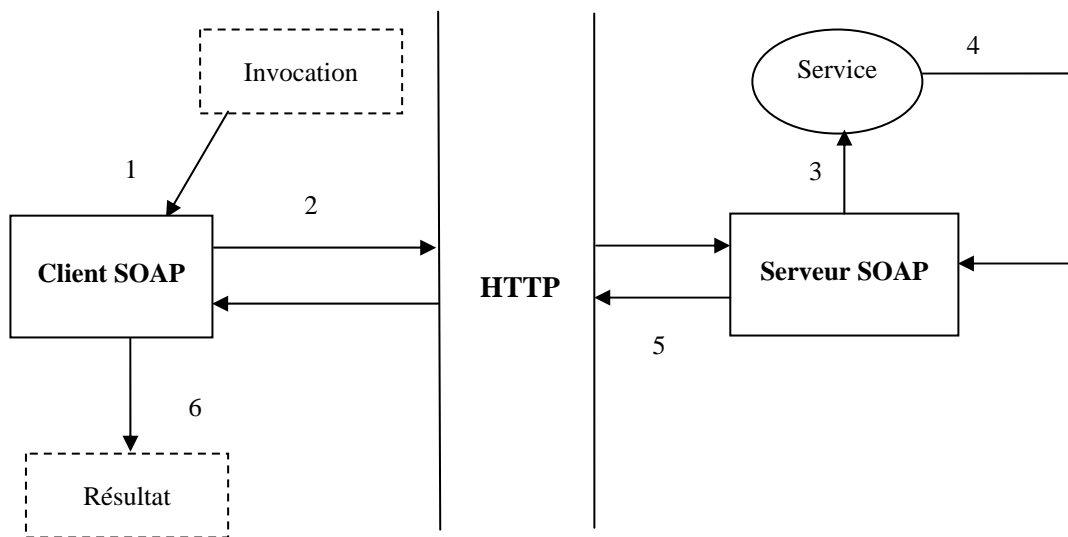 Invocation
Service
4
1
3
2
Client SOAP
HTTP
Serveur SOAP
5
6
Résultat